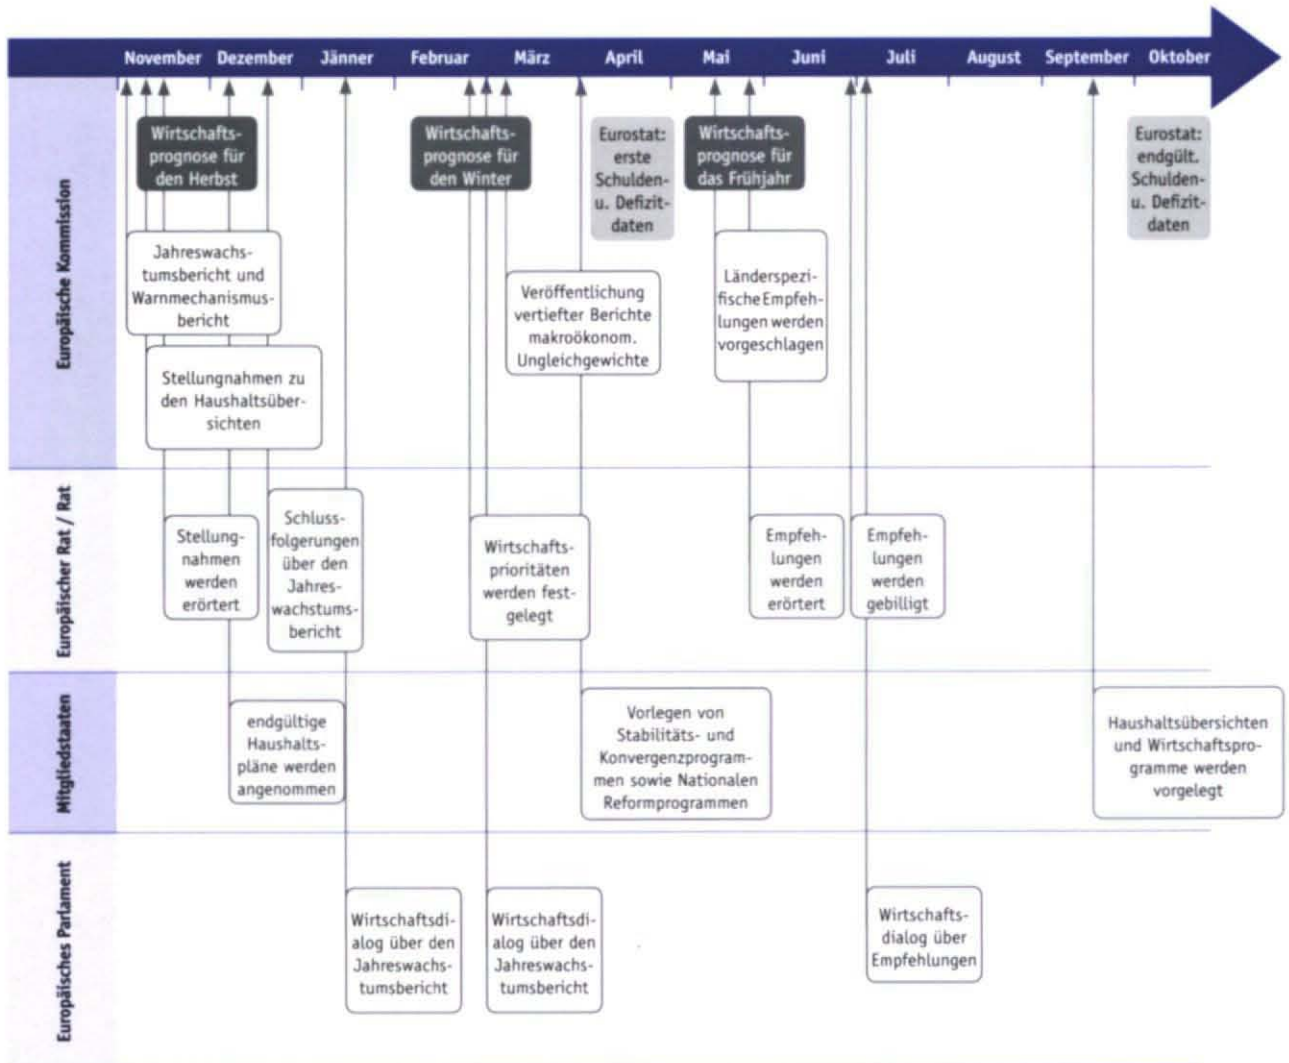 November Dezember Jänner Februar März April Mai Juni Juli August September Oktober
Europäische Kommission
Wirtschafts-
prognose für
den Herbst
Wirtschafts-
prognose für
den Winter
Eurostat:
erste
Schulden-
u. Defizit-
daten
Wirtschafts-
prognose für
das Frühjahr
Eurostat:
endgült.
Schulden-
u. Defizit-
daten
Jahreswachs-
tumsbericht und
Warnmechanismus-
bericht
Stellungnahmen zu
den Haushaltsüber-
sichten
Veröffentlichung
vertiefter Berichte
makroökonom.
Ungleichgewichte
Länderspezi-
fische Empfeh-
lungen werden
vorgeschlagen
Europäischer Rat / Rat
Stellung-
nahmen
werden
erörtert
Schluss-
folgerungen
über den
Jahres-
wachstums-
bericht
Wirtschafts-
prioritäten
werden fest-
gelegt
Empfeh-
lungen
werden
erörtert
Empfeh-
lungen
werden
gebilligt
Mitgliedstaaten
endgültige
Haushalts-
pläne werden
angenommen
Vorlegen von
Stabilitäts- und
Konvergenzprogram-
men sowie Nationalen
Reformprogrammen
Haushaltsübersichten
und Wirtschaftspro-
gramme werden
vorgelegt
Europäisches Parlament
Wirtschaftsdi-
alog über den
Jahreswachs-
tumsbericht
Wirtschaftsdi-
alog über den
Jahreswachs-
tumsbericht
Wirtschafts-
dialog über
Empfehlungen